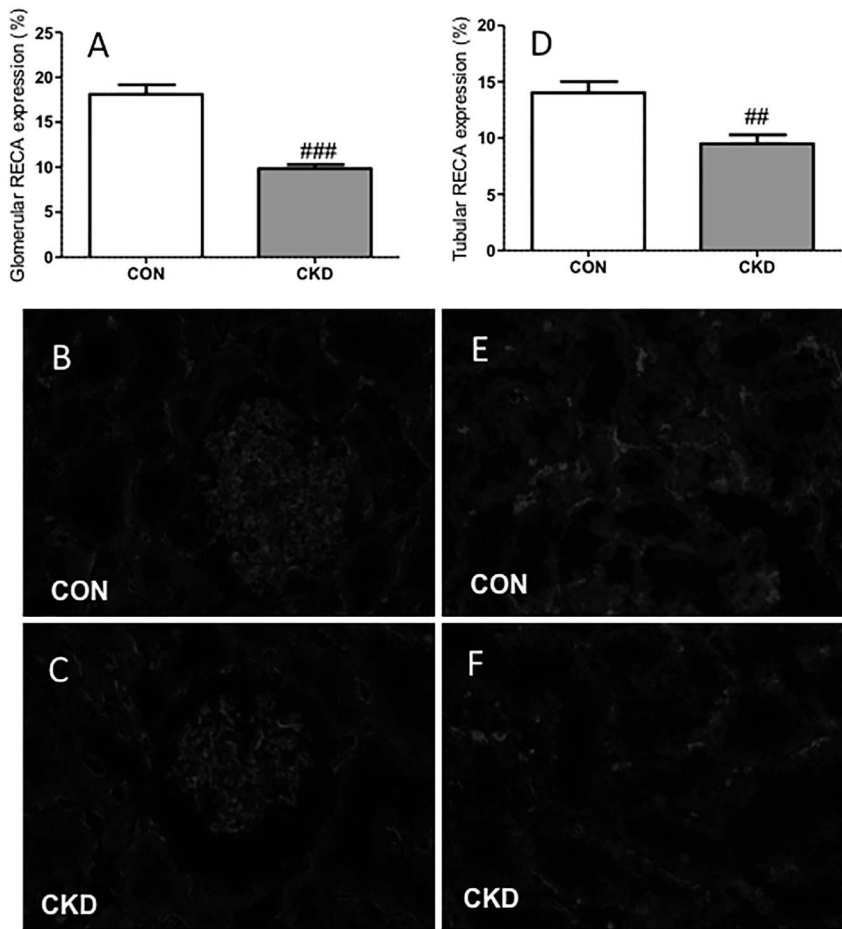 A
Glomerular RECA expression (%)
25
20
15
10
5
0
###
CON
CKD
D
Tubular RECA expression (%)
20
15
10
5
0
##
CON
CKD
B
CON
E
CON
C
CKD
F
CKD